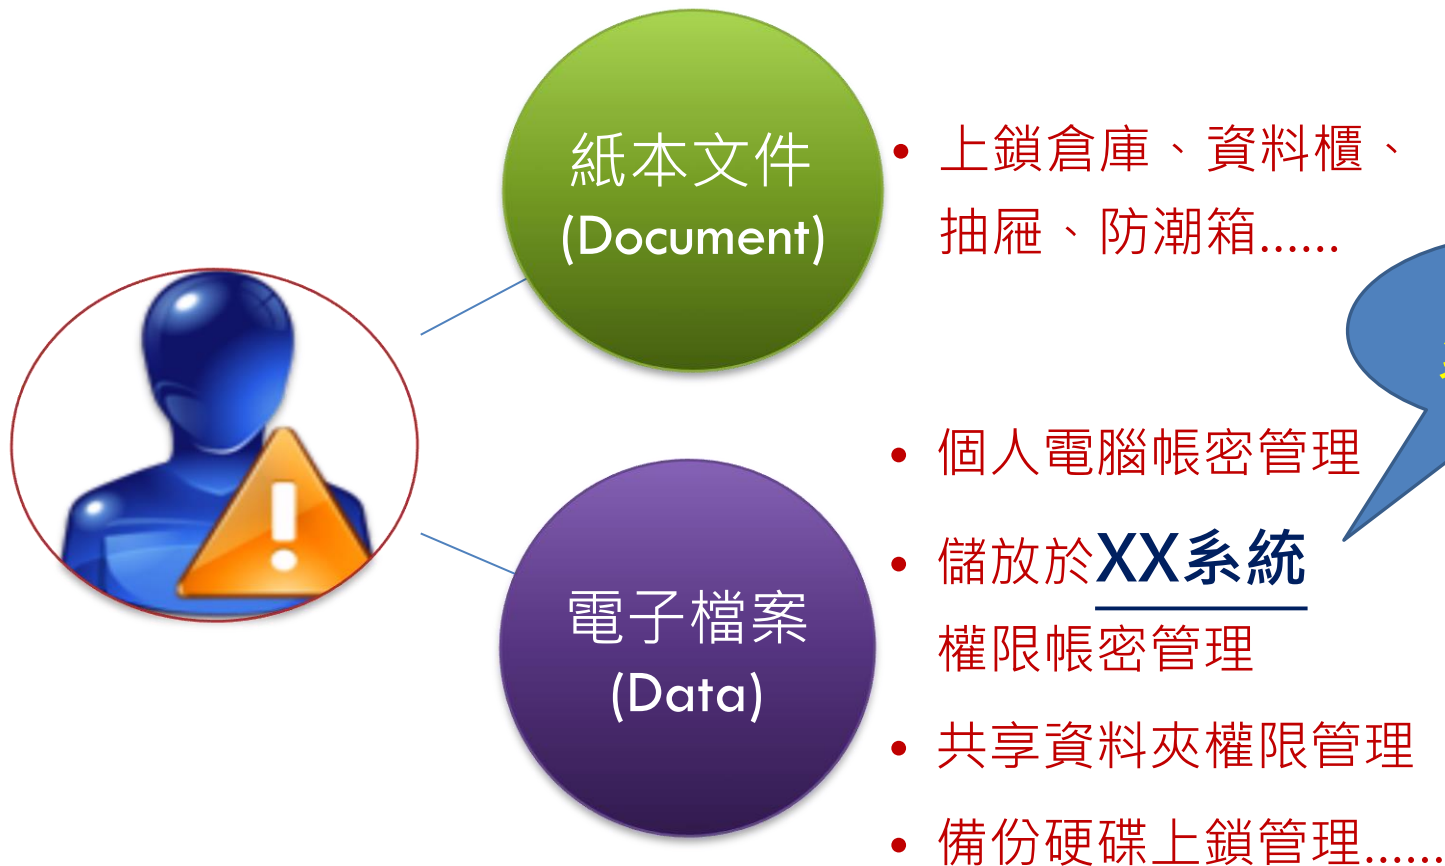 紙本文件
(Document)
• 上鎖倉庫、資料櫃、
抽屜、防潮箱......
電子檔案
(Data)
• 個人電腦帳密管理
• 儲放於XX系統
權限帳密管理
• 共享資料夾權限管理
• 備份硬碟上鎖管理......